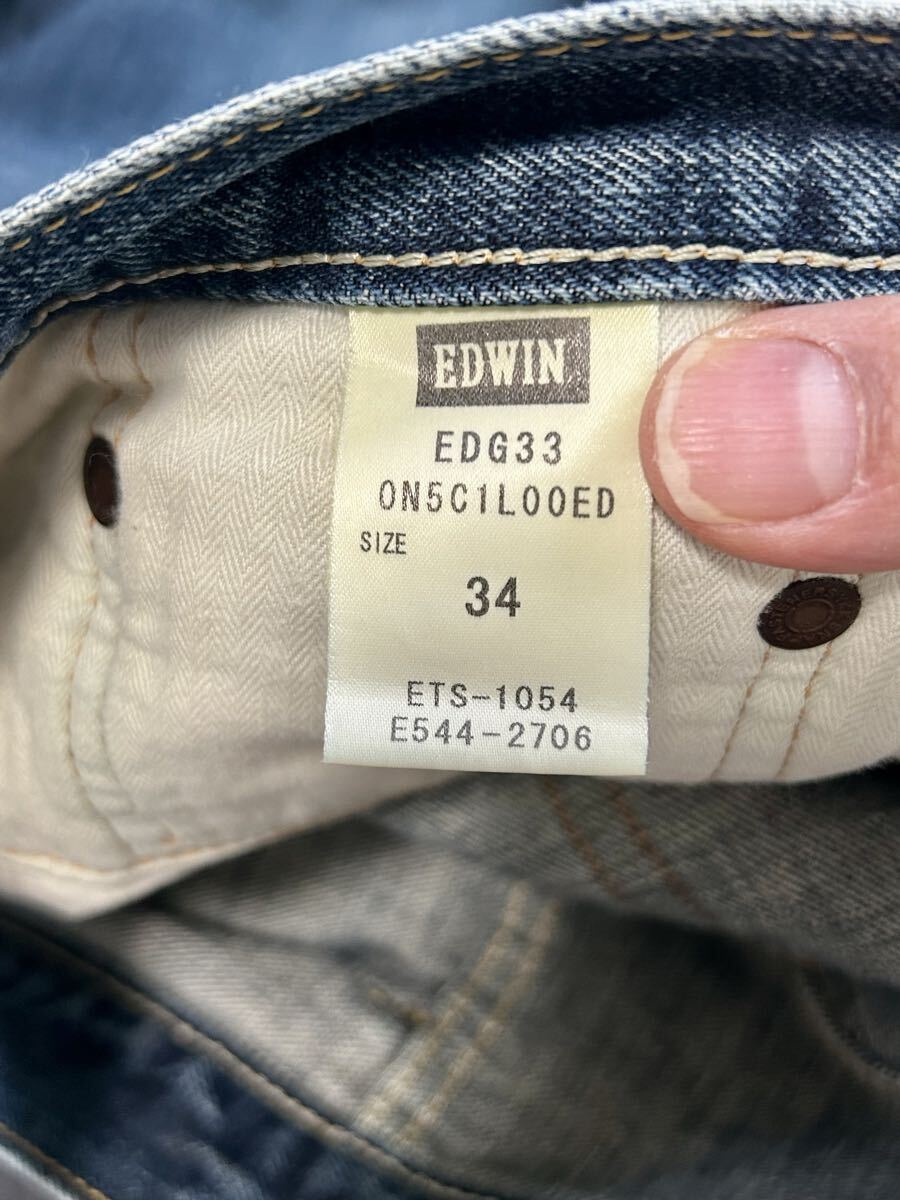 EDWIN
EDG33
0N5C1L00ED
SIZE
34
ETS-1054
E544-2706